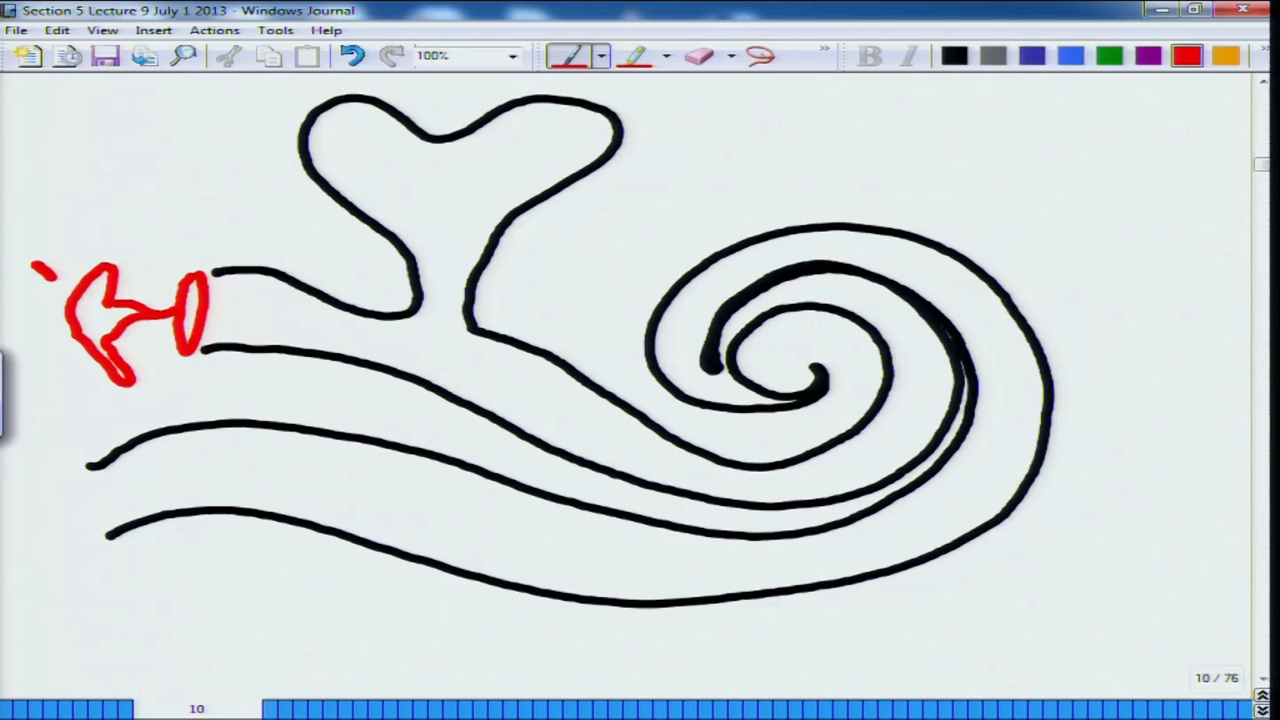 Section 5 Lecture 9 July 1 2013 - Windows Journal
File Edit View Insert Actions Tools Help
100% B I
10 / 76
10